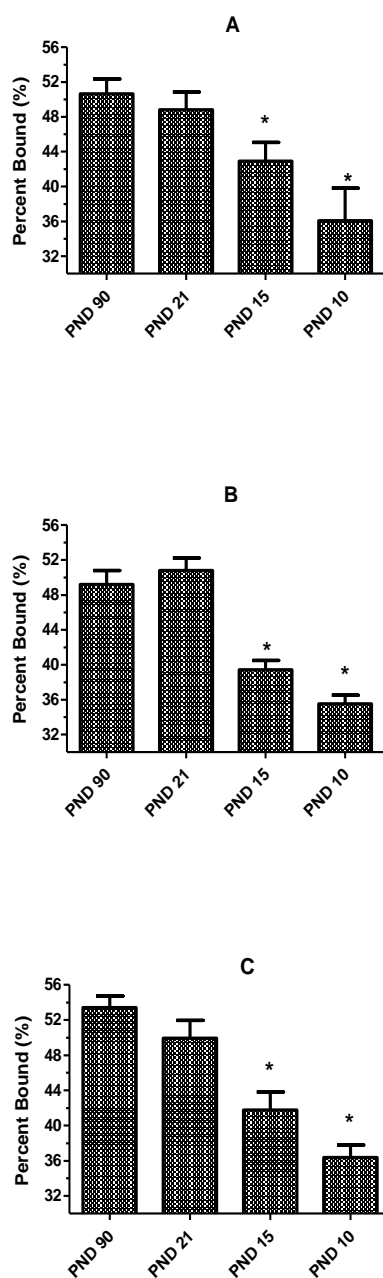 A
Percent Bound (%)
56
52
48
44
40
36
32
*
*
PND 90
PND 21
PND 15
PND 10
B
Percent Bound (%)
56
52
48
44
40
36
32
*
*
PND 90
PND 21
PND 15
PND 10
C
Percent Bound (%)
56
52
48
44
40
36
32
*
*
PND 90
PND 21
PND 15
PND 10